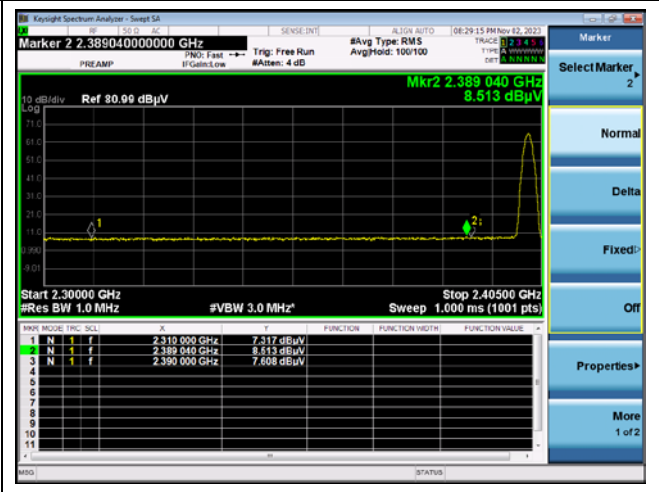 Keysight Spectrum Analyzer - Swept SA
RF 50 Ω AC SENSE:INT ALIGN AUTO 08:29:15 PM Nov 02, 2023
Marker 2 2.389040000000 GHz
PREAMP
PNO: Fast
IFGain:Low
Trig: Free Run
#Atten: 4 dB
#Avg Type: RMS
Avg|Hold: 100/100
TRACE 1 2 3 4 5 6
TYPE A WWWWW
DET A N N N N N
Mkr2 2.389 040 GHz
8.513 dBµV
10 dB/div Ref 80.99 dBµV
Log
71.0
61.0
51.0
41.0
31.0
21.0
11.0
0.990
-9.01
1
2
Start 2.30000 GHz Stop 2.40500 GHz
#Res BW 1.0 MHz #VBW 3.0 MHz* Sweep 1.000 ms (1001 pts)
MKR MODE TRC SCL X Y FUNCTION FUNCTION WIDTH FUNCTION VALUE
1 N 1 f 2.310 000 GHz 7.317 dBµV
2 N 1 f 2.389 040 GHz 8.513 dBµV
3 N 1 f 2.390 000 GHz 7.608 dBµV
4
5
6
7
8
9
10
11
MSG STATUS
Marker
Select Marker
2
Normal
Delta
Fixed
Off
Properties
More
1 of 2